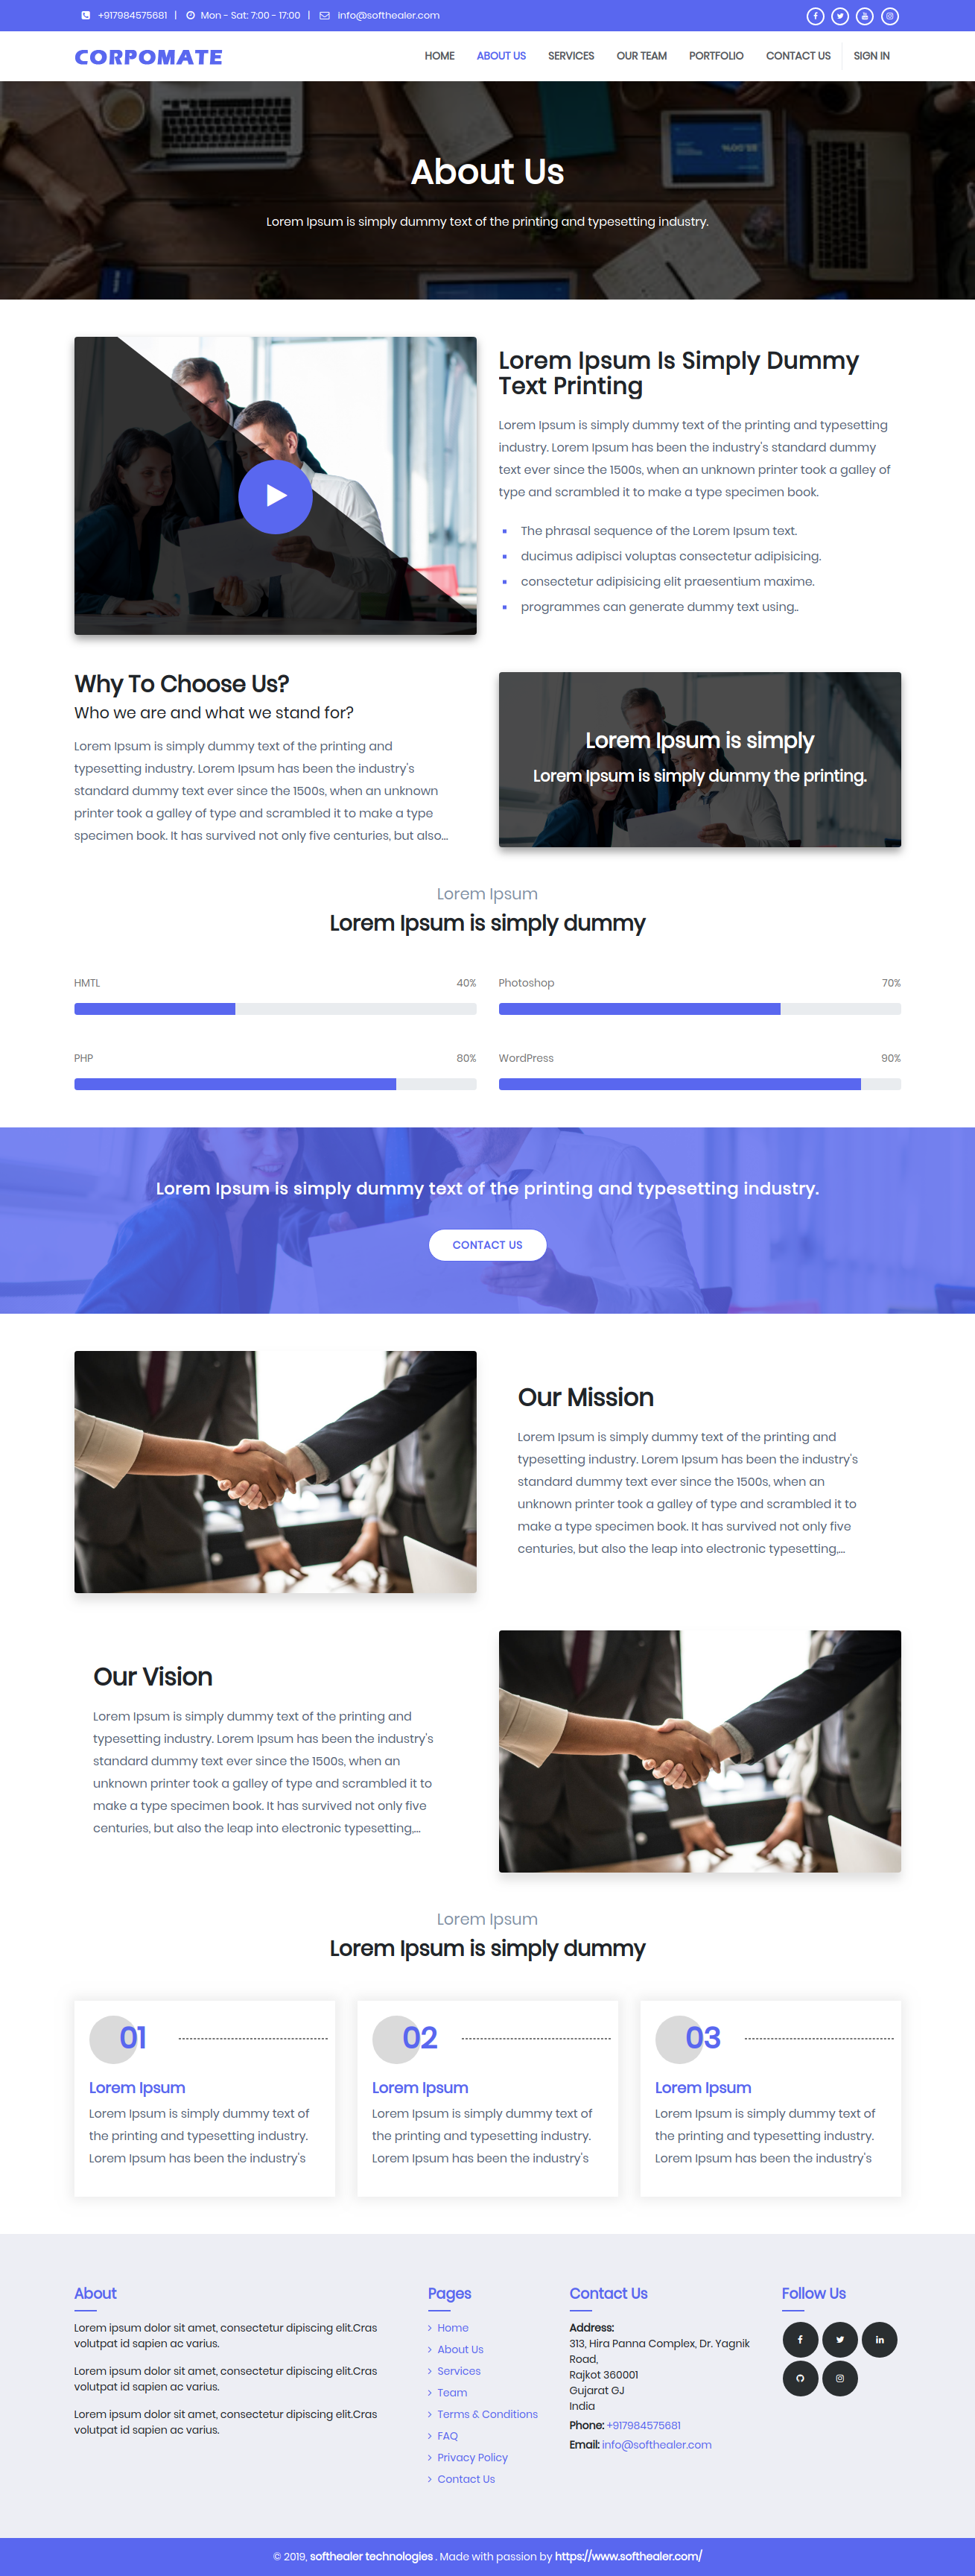 +917984575681 | Mon - Sat: 7:00 - 17:00 | info@softhealer.com
CORPOMATE
HOME ABOUT US SERVICES OUR TEAM PORTFOLIO CONTACT US SIGN IN
About Us
Lorem Ipsum is simply dummy text of the printing and typesetting industry.
Lorem Ipsum Is Simply Dummy
Text Printing
Lorem Ipsum is simply dummy text of the printing and typesetting
industry. Lorem Ipsum has been the industry's standard dummy
text ever since the 1500s, when an unknown printer took a galley of
type and scrambled it to make a type specimen book.
The phrasal sequence of the Lorem Ipsum text.
ducimus adipisci voluptas consectetur adipisicing.
consectetur adipisicing elit praesentium maxime.
programmes can generate dummy text using..
Why To Choose Us?
Who we are and what we stand for?
Lorem Ipsum is simply dummy text of the printing and
typesetting industry. Lorem Ipsum has been the industry's
standard dummy text ever since the 1500s, when an unknown
printer took a galley of type and scrambled it to make a type
specimen book. It has survived not only five centuries, but also...
Lorem Ipsum is simply
Lorem Ipsum is simply dummy the printing.
Lorem Ipsum
Lorem Ipsum is simply dummy
HMTL 40%
Photoshop 70%
PHP 80%
WordPress 90%
Lorem Ipsum is simply dummy text of the printing and typesetting industry.
CONTACT US
Our Mission
Lorem Ipsum is simply dummy text of the printing and
typesetting industry. Lorem Ipsum has been the industry's
standard dummy text ever since the 1500s, when an
unknown printer took a galley of type and scrambled it to
make a type specimen book. It has survived not only five
centuries, but also the leap into electronic typesetting,...
Our Vision
Lorem Ipsum is simply dummy text of the printing and
typesetting industry. Lorem Ipsum has been the industry's
standard dummy text ever since the 1500s, when an
unknown printer took a galley of type and scrambled it to
make a type specimen book. It has survived not only five
centuries, but also the leap into electronic typesetting,...
Lorem Ipsum
Lorem Ipsum is simply dummy
01
Lorem Ipsum
Lorem Ipsum is simply dummy text of
the printing and typesetting industry.
Lorem Ipsum has been the industry's
02
Lorem Ipsum
Lorem Ipsum is simply dummy text of
the printing and typesetting industry.
Lorem Ipsum has been the industry's
03
Lorem Ipsum
Lorem Ipsum is simply dummy text of
the printing and typesetting industry.
Lorem Ipsum has been the industry's
About
Lorem ipsum dolor sit amet, consectetur dipiscing elit.Cras
volutpat id sapien ac varius.
Lorem ipsum dolor sit amet, consectetur dipiscing elit.Cras
volutpat id sapien ac varius.
Lorem ipsum dolor sit amet, consectetur dipiscing elit.Cras
volutpat id sapien ac varius.
Pages
Home
About Us
Services
Team
Terms & Conditions
FAQ
Privacy Policy
Contact Us
Contact Us
Address:
313, Hira Panna Complex, Dr. Yagnik
Road,
Rajkot 360001
Gujarat GJ
India
Phone: +917984575681
Email: info@softhealer.com
Follow Us
© 2019, softhealer technologies . Made with passion by https://www.softhealer.com/